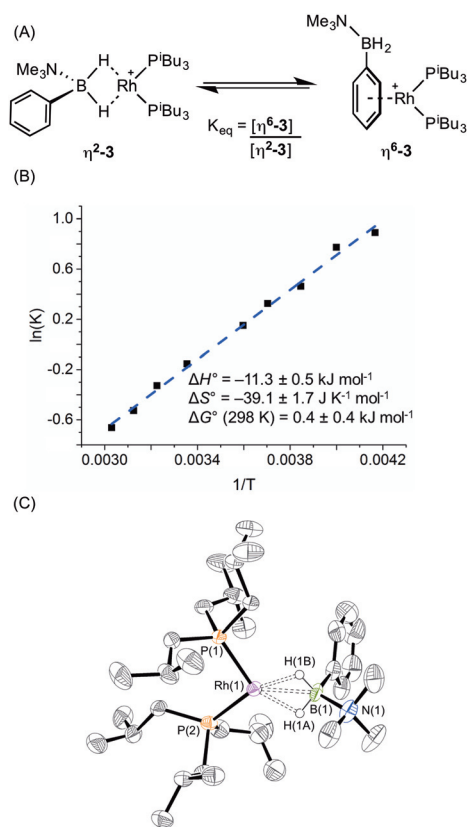 (A)
Me₃N
H
B
H
Rh
+
PⁱBu₃
PⁱBu₃
η²-3
Kₑq = [η⁶-3]
[η²-3]
Me₃N
BH₂
+
Rh
PⁱBu₃
PⁱBu₃
η⁶-3
(B)
ln(K)
1.0
0.6
0.2
-0.2
-0.6
ΔH° = –11.3 ± 0.5 kJ mol⁻¹
ΔS° = –39.1 ± 1.7 J K⁻¹ mol⁻¹
ΔG° (298 K) = 0.4 ± 0.4 kJ mol⁻¹
0.0030 0.0034 0.0038 0.0042
1/T
(C)
P(1)
H(1B)
Rh(1)
B(1)
N(1)
H(1A)
P(2)